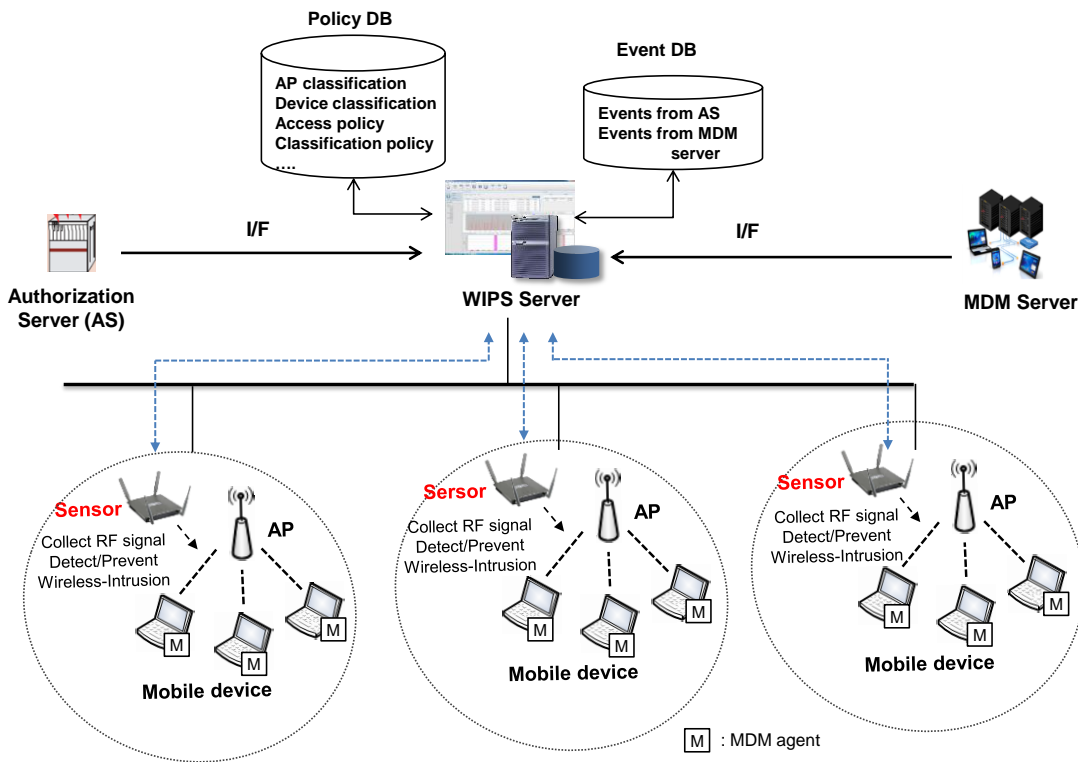 Policy DB
AP classification
Device classification
Access policy
Classification policy
....
Event DB
Events from AS
Events from MDM
server
I/F
I/F
Authorization
Server (AS)
WIPS Server
MDM Server
Sensor
AP
Collect RF signal
Detect/Prevent
Wireless-Intrusion
M
M
M
Mobile device
Sersor
AP
Collect RF signal
Detect/Prevent
Wireless-Intrusion
M
M
M
Mobile device
Sensor
AP
Collect RF signal
Detect/Prevent
Wireless-Intrusion
M
M
M
Mobile device
M : MDM agent